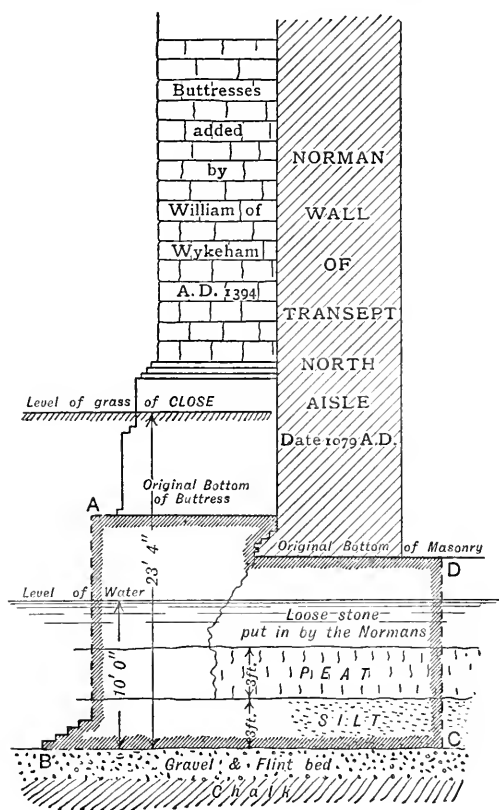 Buttresses
added
by
William of
Wykeham
A.D. 1394
NORMAN
WALL
OF
TRANSEPT
NORTH
AISLE
Date 1079 A.D.
Level of grass of CLOSE
Original Bottom
of Buttress
A
23' 4"
Original Bottom of Masonry
D
Level of Water
Loose stone
put in by the Normans
10' 0"
3ft.
PEAT
3ft.
SILT
B
C
Gravel & Flint bed
Chalk